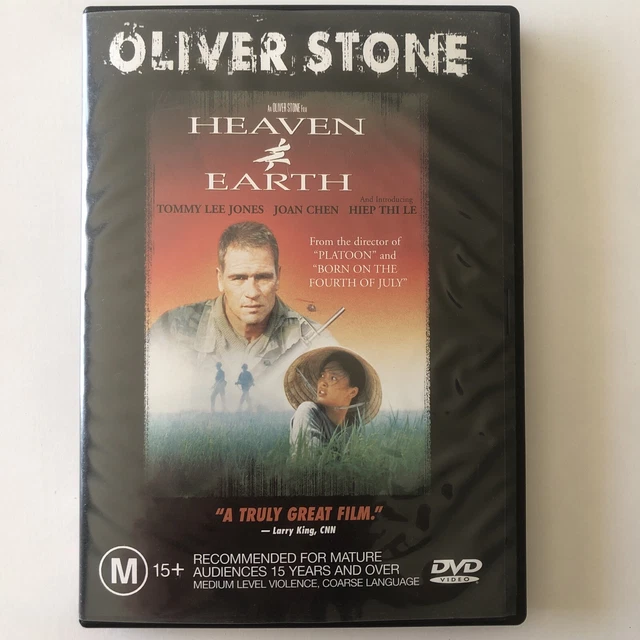 OLIVER STONE
An OLIVER STONE Film
HEAVEN
&
EARTH
And Introducing
TOMMY LEE JONES JOAN CHEN HIEP THI LE
From the director of
"PLATOON" and
"BORN ON THE
FOURTH OF JULY"
"A TRULY GREAT FILM."
— Larry King, CNN
M 15+
RECOMMENDED FOR MATURE
AUDIENCES 15 YEARS AND OVER
MEDIUM LEVEL VIOLENCE, COARSE LANGUAGE
DVD
VIDEO